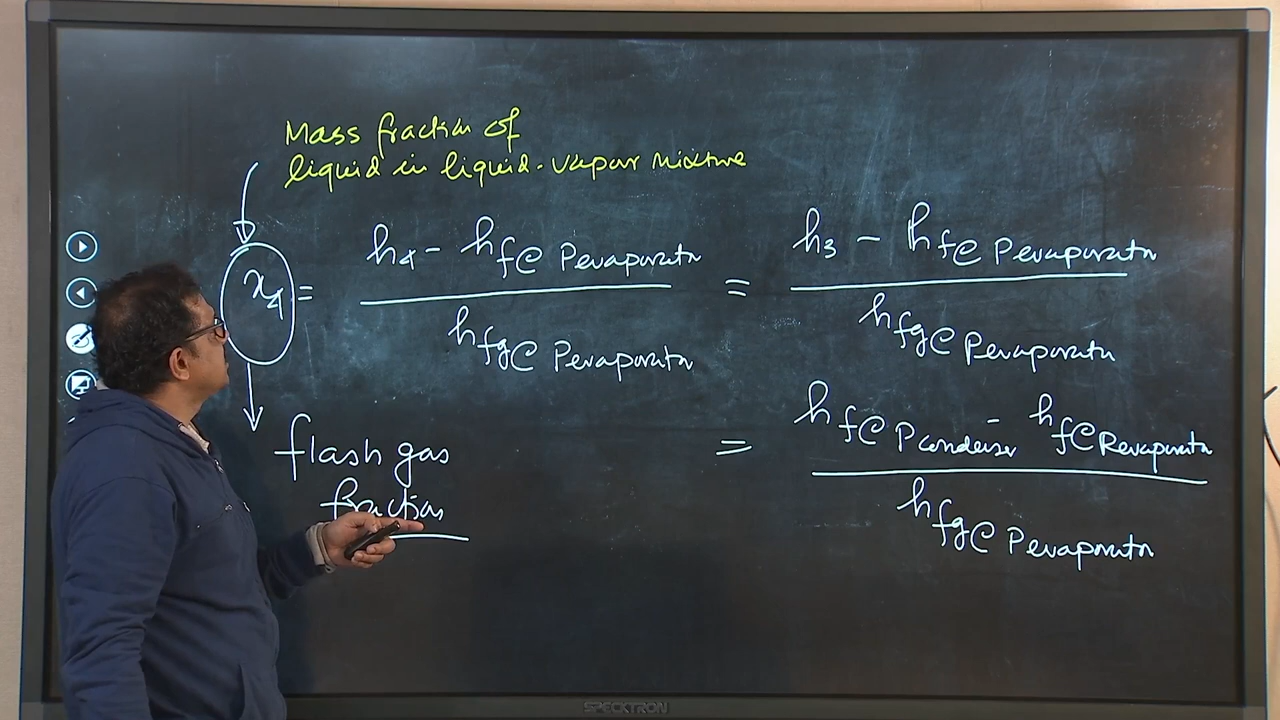 Mass fraction of
liquid in liquid-vapor mixture
x4 = h4 - hf@ Pevaporator / hfg@ Pevaporator = h3 - hf@ Pevaporator / hfg@ Pevaporator
flash gas
fraction
= hf@ Pcondenser - hf@ Pevaporator / hfg@ Pevaporator
SPECKTRON